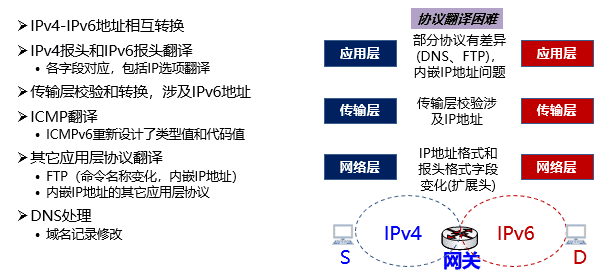 IPv4-IPv6地址相互转换
IPv4报头和IPv6报头翻译
各字段对应，包括IP选项翻译
传输层校验和转换，涉及IPv6地址
ICMP翻译
ICMPv6重新设计了类型值和代码值
其它应用层协议翻译
FTP（命令名称变化，内嵌IP地址）
内嵌IP地址的其它应用层协议
DNS处理
域名记录修改
协议翻译困难
应用层
部分协议有差异
(DNS、FTP)，
内嵌IP地址问题
应用层
传输层
传输层校验涉
及IP地址
传输层
网络层
IP地址格式和
报头格式字段
变化(扩展头)
网络层
S
IPv4
网关
IPv6
D